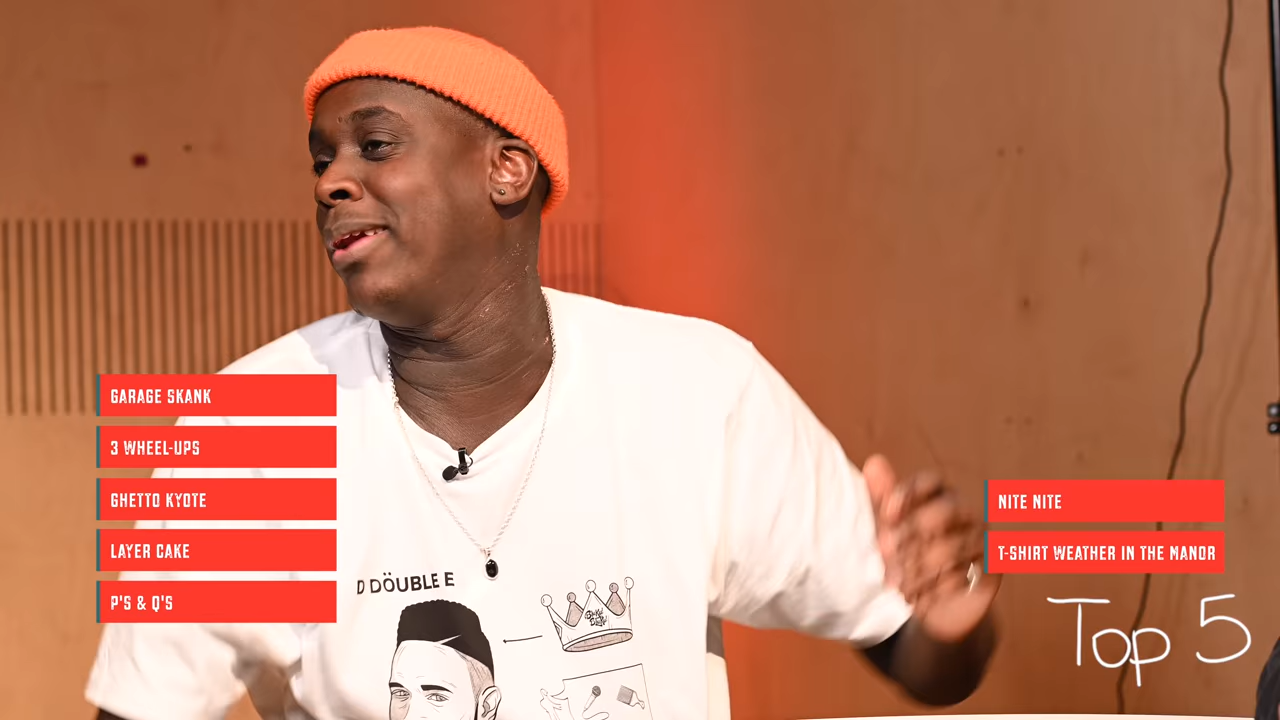 GARAGE SKANK
3 WHEEL-UPS
GHETTO KYOTE
LAYER CAKE
P'S & Q'S
NITE NITE
T-SHIRT WEATHER IN THE MANOR
Top 5
D DÖUBLE E